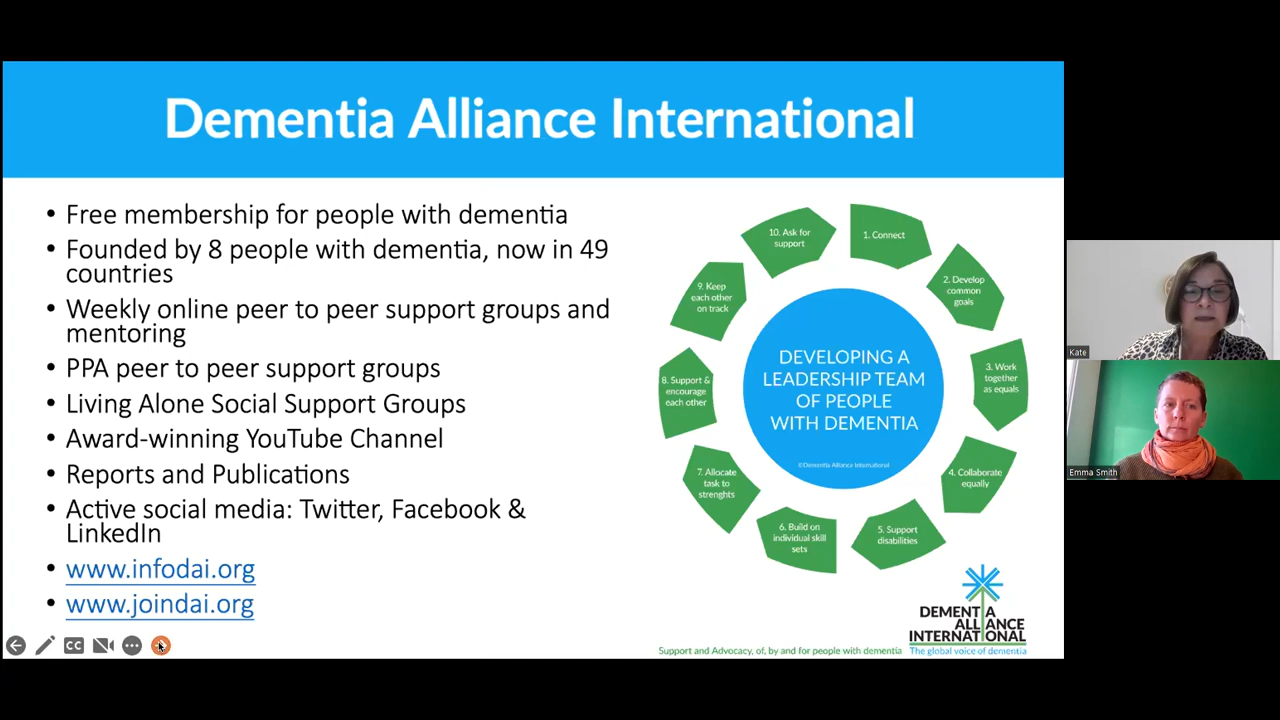 Dementia Alliance International
• Free membership for people with dementia
• Founded by 8 people with dementia, now in 49
countries
• Weekly online peer to peer support groups and
mentoring
• PPA peer to peer support groups
• Living Alone Social Support Groups
• Award-winning YouTube Channel
• Reports and Publications
• Active social media: Twitter, Facebook &
LinkedIn
• www.infodai.org
• www.joindai.org
1. Connect
2. Develop
common
goals
3. Work
together
as equals
4. Collaborate
equally
5. Support
disabilities
6. Build on
individual skill
sets
7. Allocate
task to
strenghts
8. Support &
encourage
each other
9. Keep
each other
on track
10. Ask for
support
DEVELOPING A
LEADERSHIP TEAM
OF PEOPLE
WITH DEMENTIA
©Dementia Alliance International
DEMENTIA
ALLIANCE
INTERNATIONAL
The global voice of dementia
Support and Advocacy, of, by and for people with dementia
CC
Kate
Emma Smith